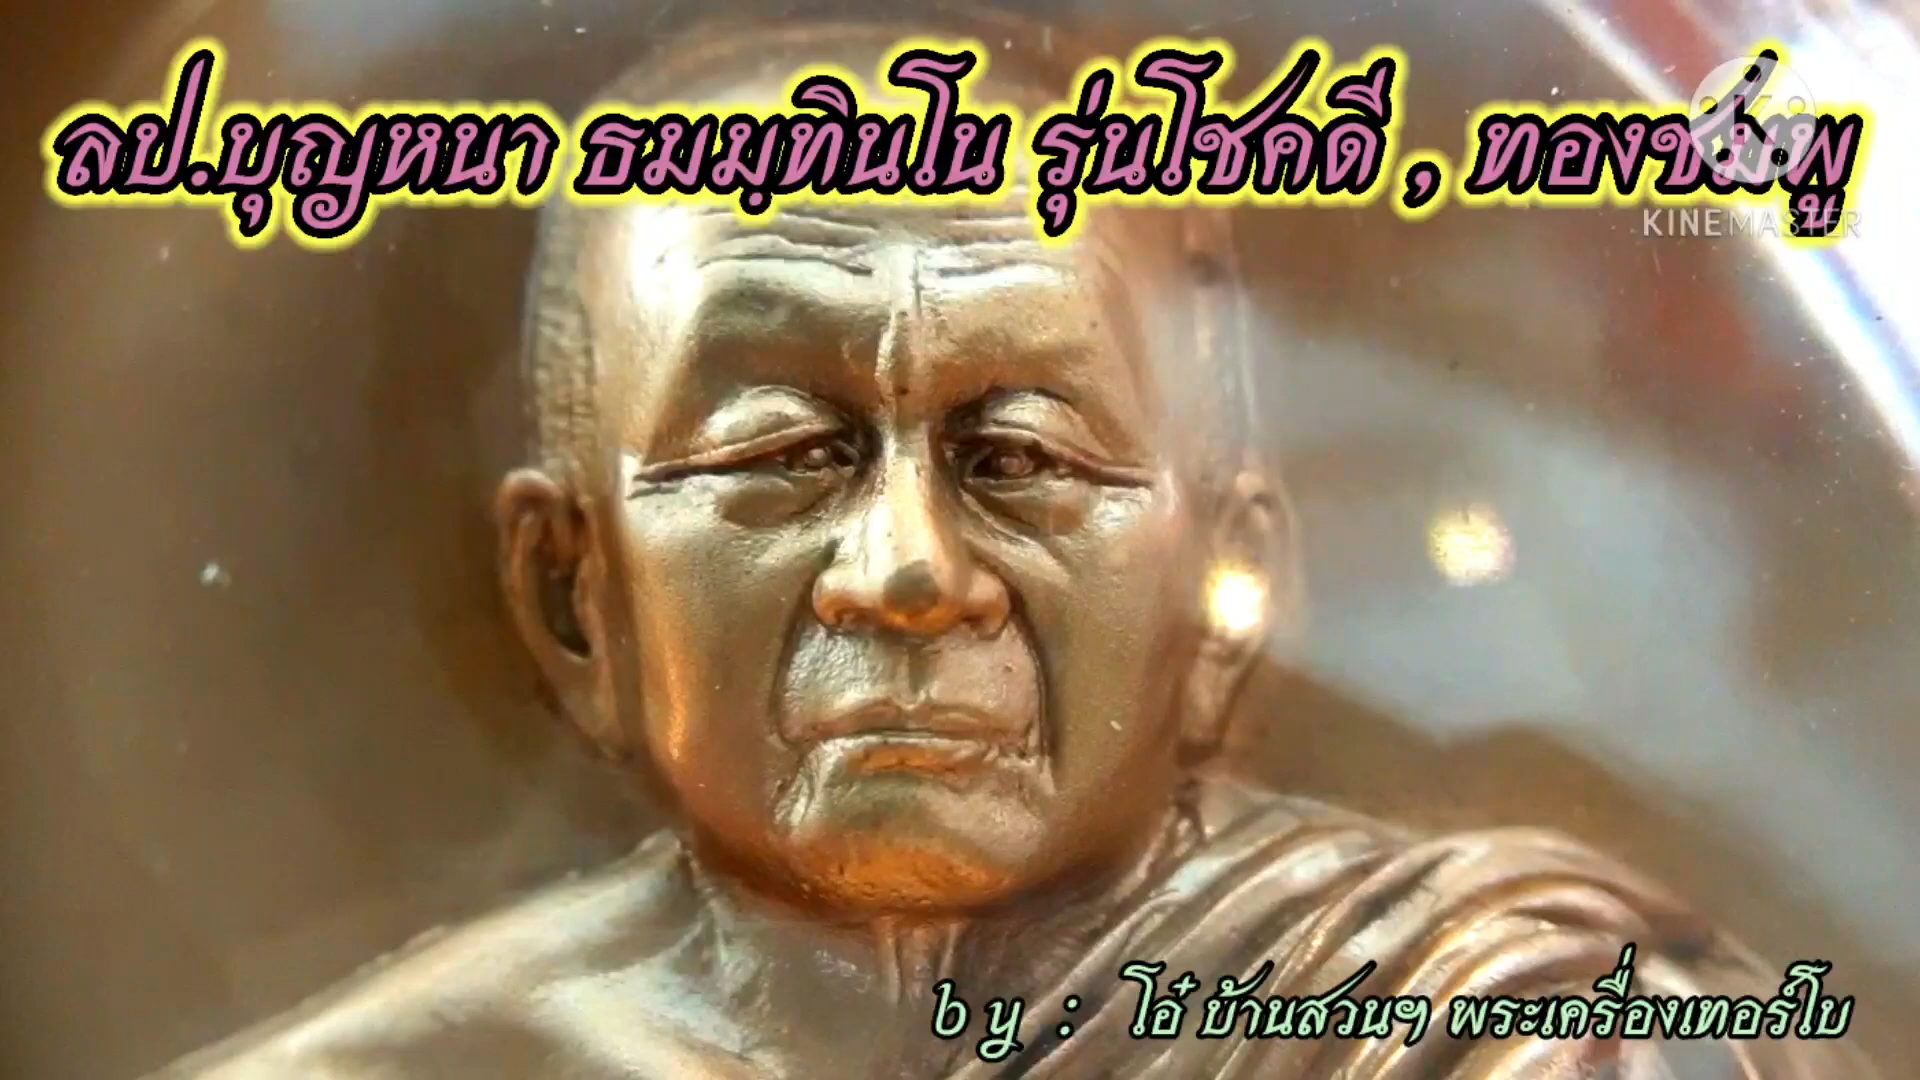 ลป.บุญหนา ธมมฺทินโน รุ่นโชคดี , ทองชมพู
KINEMASTER
by : โอ๋ บ้านสวนฯ พระเครื่องเทอร์โบ